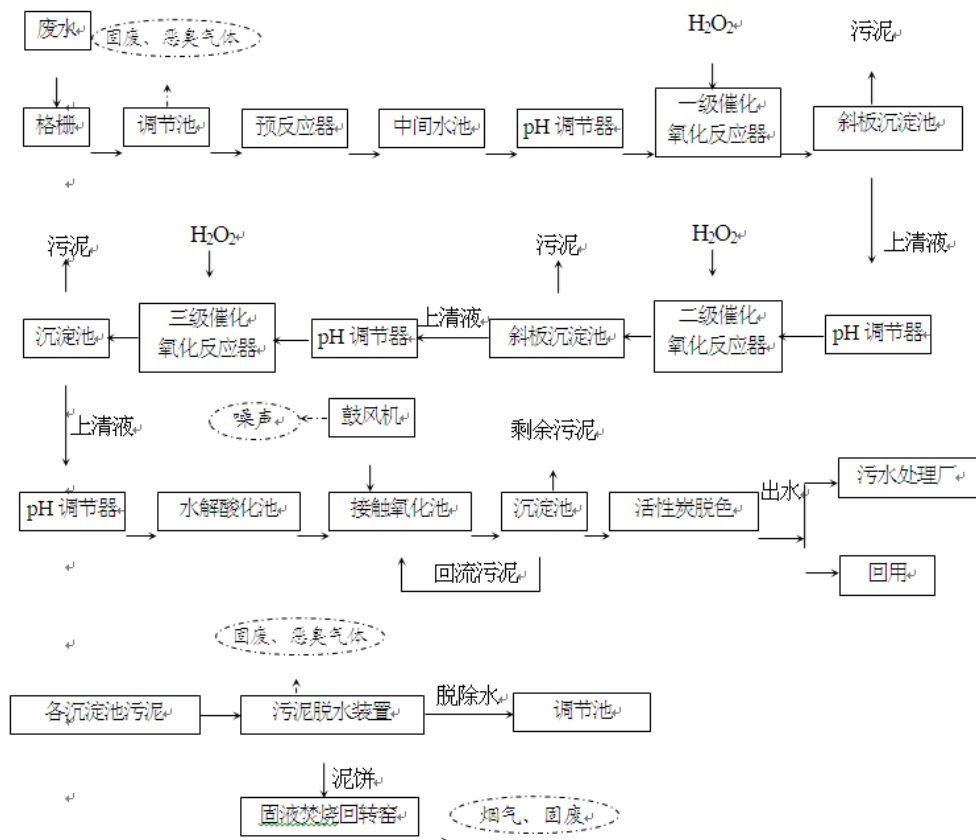 废水
固废、恶臭气体
H₂O₂
污泥
格栅
调节池
预反应器
中间水池
pH 调节器
一级催化
氧化反应器
斜板沉淀池
上清液
污泥
H₂O₂
污泥
H₂O₂
沉淀池
三级催化
氧化反应器
pH 调节器
上清液
斜板沉淀池
二级催化
氧化反应器
pH 调节器
上清液
噪声
鼓风机
剩余污泥
pH 调节器
水解酸化池
接触氧化池
沉淀池
活性炭脱色
出水
污水处理厂
回流污泥
回用
固废、恶臭气体
各沉淀池污泥
污泥脱水装置
脱除水
调节池
泥饼
固液焚烧回转窑
烟气、固废